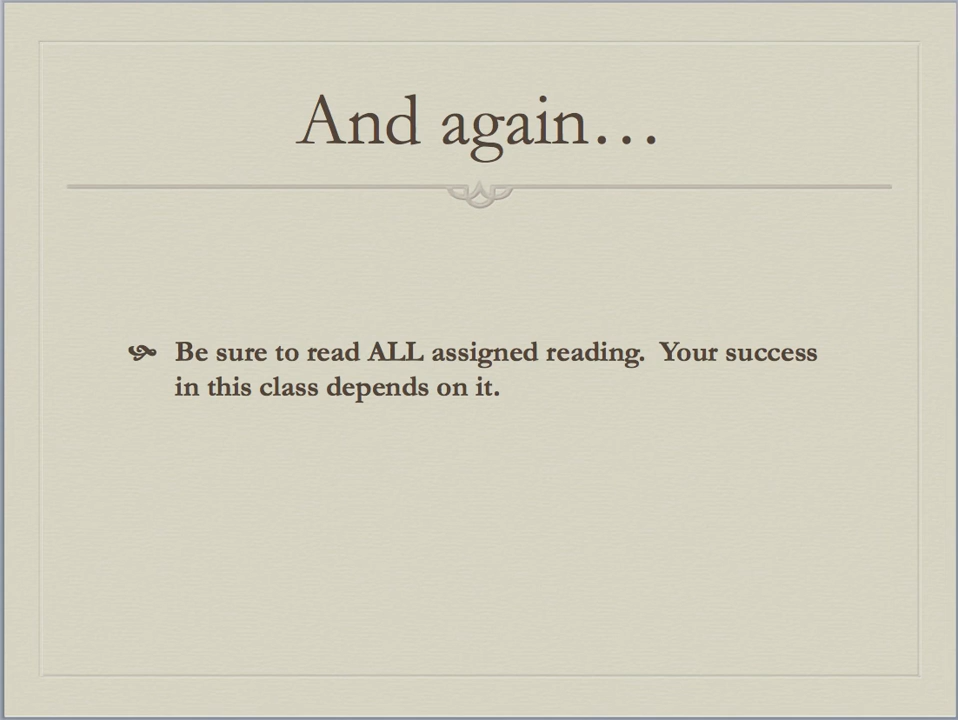 And again…
Be sure to read ALL assigned reading.  Your success
in this class depends on it.